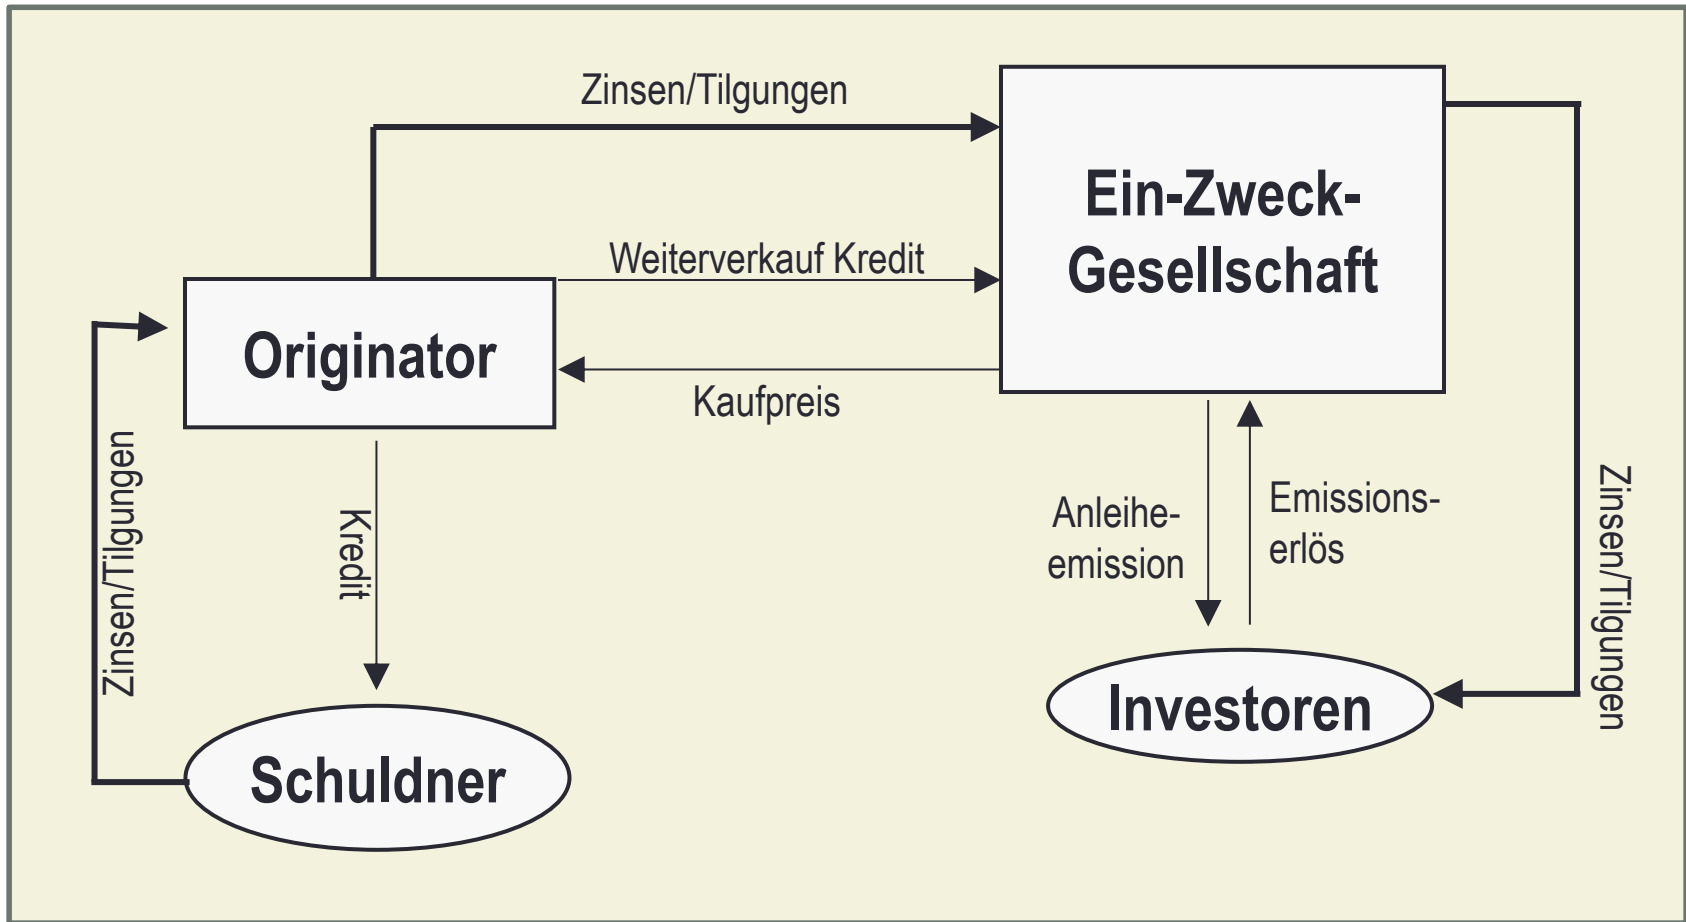 Zinsen/Tilgungen
Ein-Zweck-
Gesellschaft
Weiterverkauf Kredit
Originator
Kaufpreis
Zinsen/Tilgungen
Kredit
Anleihe-
emission
Emissions-
erlös
Zinsen/Tilgungen
Investoren
Schuldner